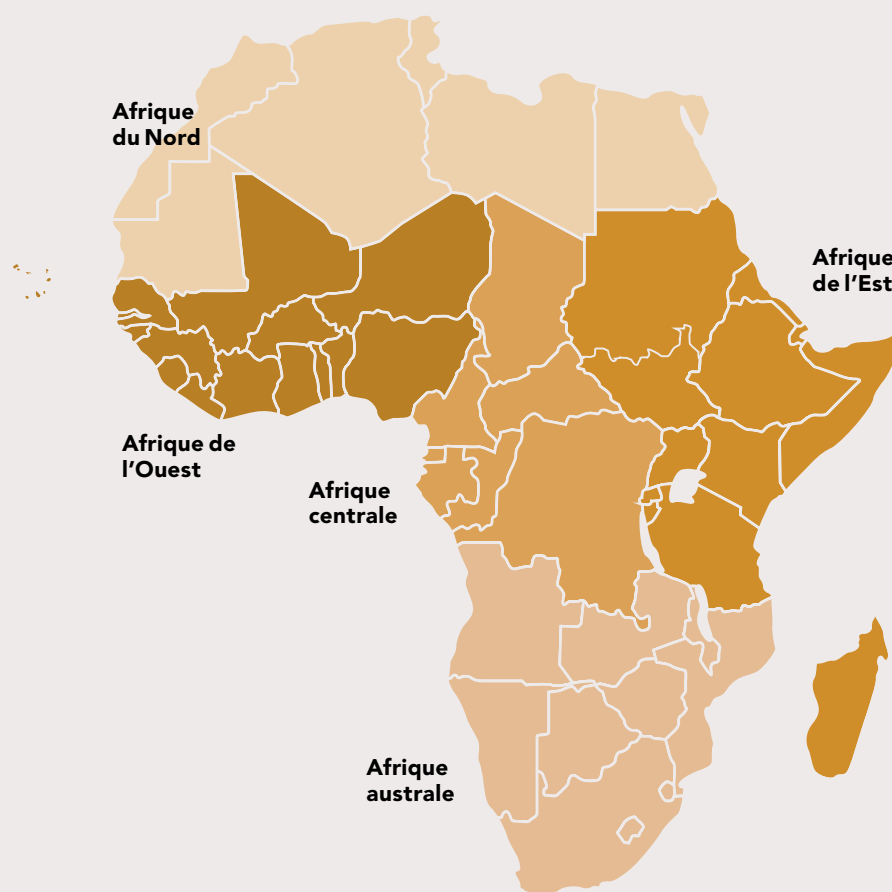 Afrique
du Nord
Afrique
de l'Est
Afrique de
l'Ouest
Afrique
centrale
Afrique
australe